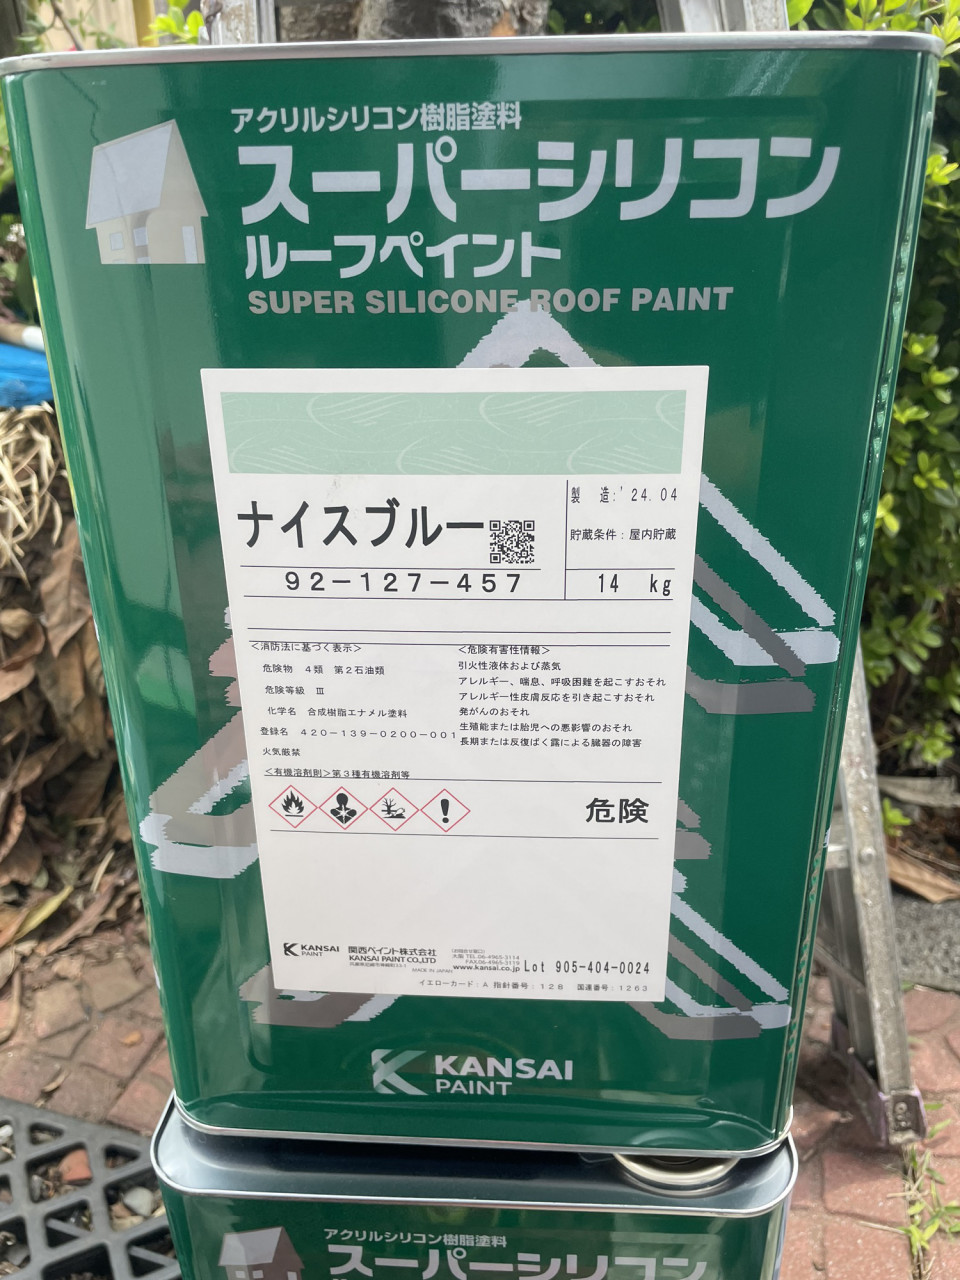 アクリルシリコン樹脂塗料
スーパーシリコン
ルーフペイント
SUPER SILICONE ROOF PAINT
ナイスブルー
製 造:'24.04
貯蔵条件:屋内貯蔵
92-127-457
14 kg
<消防法に基づく表示>
危険物 4類 第2石油類
危険等級 Ⅲ
化学名 合成樹脂エナメル塗料
登録名 420-139-0200-001
火気厳禁
<有機溶剤則>第3種有機溶剤等
<危険有害性情報>
引火性液体および蒸気
アレルギー、喘息、呼吸困難を起こすおそれ
アレルギー性皮膚反応を引き起こすおそれ
発がんのおそれ
生殖能または胎児への悪影響のおそれ
長期または反復ばく露による臓器の障害
危険
KANSAI
PAINT
関西ペイント株式会社
KANSAI PAINT CO.,LTD
MADE IN JAPAN
大阪 TEL.06-4965-3114
FAX.06-4965-3119
www.kansai.co.jp
Lot 905-404-0024
イエローカード:A 指針番号:128 国連番号:1263
KANSAI
PAINT
アクリルシリコン樹脂塗料
スーパーシリコン